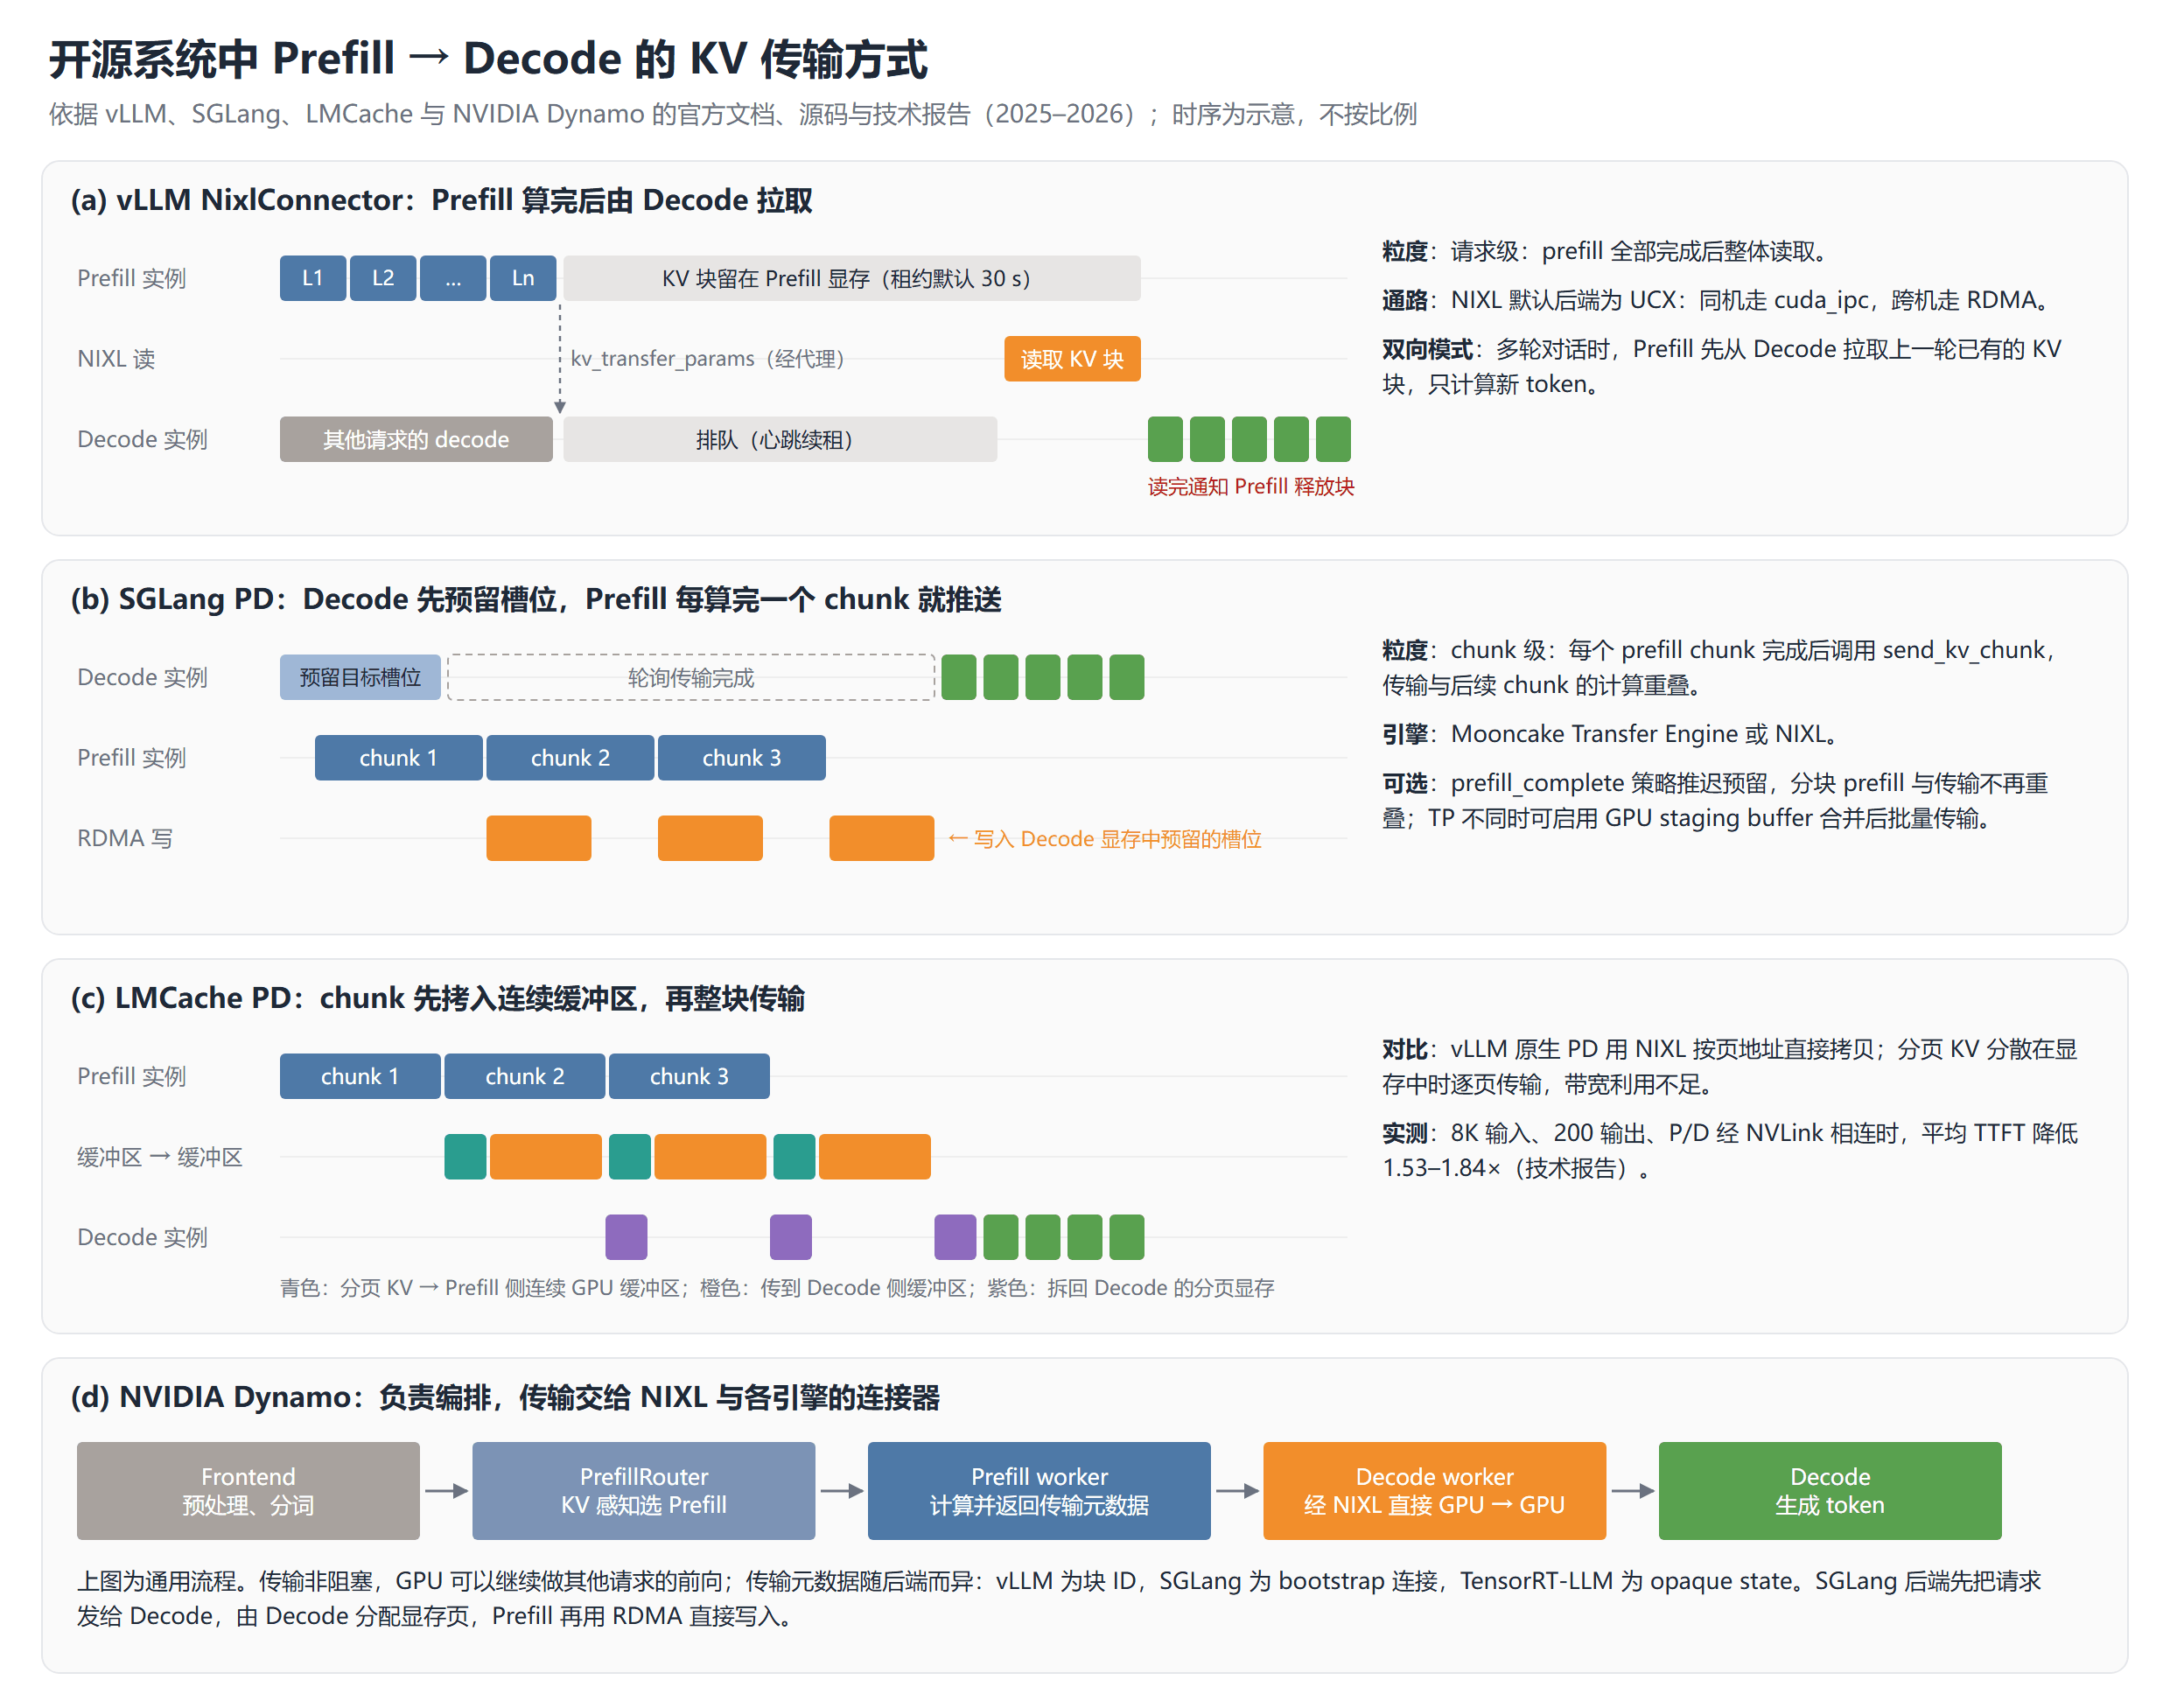 开源系统中 Prefill → Decode 的 KV 传输方式
依据 vLLM、SGLang、LMCache 与 NVIDIA Dynamo 的官方文档、源码与技术报告（2025–2026）；时序为示意，不按比例
(a) vLLM NixlConnector：Prefill 算完后由 Decode 拉取
Prefill 实例
L1
L2
...
Ln
KV 块留在 Prefill 显存（租约默认 30 s）
NIXL 读
kv_transfer_params（经代理）
读取 KV 块
Decode 实例
其他请求的 decode
排队（心跳续租）
读完通知 Prefill 释放块
粒度：请求级：prefill 全部完成后整体读取。
通路：NIXL 默认后端为 UCX：同机走 cuda_ipc，跨机走 RDMA。
双向模式：多轮对话时，Prefill 先从 Decode 拉取上一轮已有的 KV
块，只计算新 token。
(b) SGLang PD：Decode 先预留槽位，Prefill 每算完一个 chunk 就推送
Decode 实例
预留目标槽位
轮询传输完成
Prefill 实例
chunk 1
chunk 2
chunk 3
RDMA 写
← 写入 Decode 显存中预留的槽位
粒度：chunk 级：每个 prefill chunk 完成后调用 send_kv_chunk，
传输与后续 chunk 的计算重叠。
引擎：Mooncake Transfer Engine 或 NIXL。
可选：prefill_complete 策略推迟预留，分块 prefill 与传输不再重
叠；TP 不同时可启用 GPU staging buffer 合并后批量传输。
(c) LMCache PD：chunk 先拷入连续缓冲区，再整块传输
Prefill 实例
chunk 1
chunk 2
chunk 3
缓冲区 → 缓冲区
Decode 实例
青色：分页 KV → Prefill 侧连续 GPU 缓冲区；橙色：传到 Decode 侧缓冲区；紫色：拆回 Decode 的分页显存
对比：vLLM 原生 PD 用 NIXL 按页地址直接拷贝；分页 KV 分散在显
存中时逐页传输，带宽利用不足。
实测：8K 输入、200 输出、P/D 经 NVLink 相连时，平均 TTFT 降低
1.53–1.84×（技术报告）。
(d) NVIDIA Dynamo：负责编排，传输交给 NIXL 与各引擎的连接器
Frontend
预处理、分词
PrefillRouter
KV 感知选 Prefill
Prefill worker
计算并返回传输元数据
Decode worker
经 NIXL 直接 GPU → GPU
Decode
生成 token
上图为通用流程。传输非阻塞，GPU 可以继续做其他请求的前向；传输元数据随后端而异：vLLM 为块 ID，SGLang 为 bootstrap 连接，TensorRT-LLM 为 opaque state。SGLang 后端先把请求
发给 Decode，由 Decode 分配显存页，Prefill 再用 RDMA 直接写入。